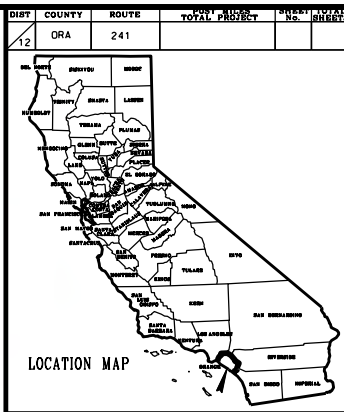 DIST COUNTY ROUTE POST MILES TOTAL PROJECT SHEET No. TOTAL SHEETS
12 ORA 241
DEL NORTE SISKIYOU MODOC
HUMBOLDT TRINITY SHASTA LASSEN
TEHAMA PLUMAS
MENDOCINO GLENN BUTTE SIERRA
LAKE COLUSA NEVADA
PLACER
SONOMA NAPA YOLO EL DORADO
MARIN ALPINE
SAN FRANCISCO TUOLUMNE MONO
SAN MATEO MARIPOSA
SANTA CRUZ MERCED MADERA
SAN BENITO FRESNO INYO
MONTEREY KINGS TULARE
SAN LUIS OBISPO KERN
SAN BERNARDINO
SANTA BARBARA VENTURA LOS ANGELES
LOCATION MAP ORANGE RIVERSIDE
SAN DIEGO IMPERIAL